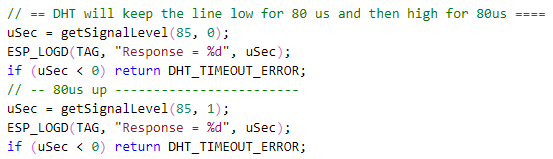 // == DHT will keep the line low for 80 us and then high for 80us ====
uSec = getSignalLevel(85, 0);
ESP_LOGD(TAG, "Response = %d", uSec);
if (uSec < 0) return DHT_TIMEOUT_ERROR;
// -- 80us up ------------------------
uSec = getSignalLevel(85, 1);
ESP_LOGD(TAG, "Response = %d", uSec);
if (uSec < 0) return DHT_TIMEOUT_ERROR;